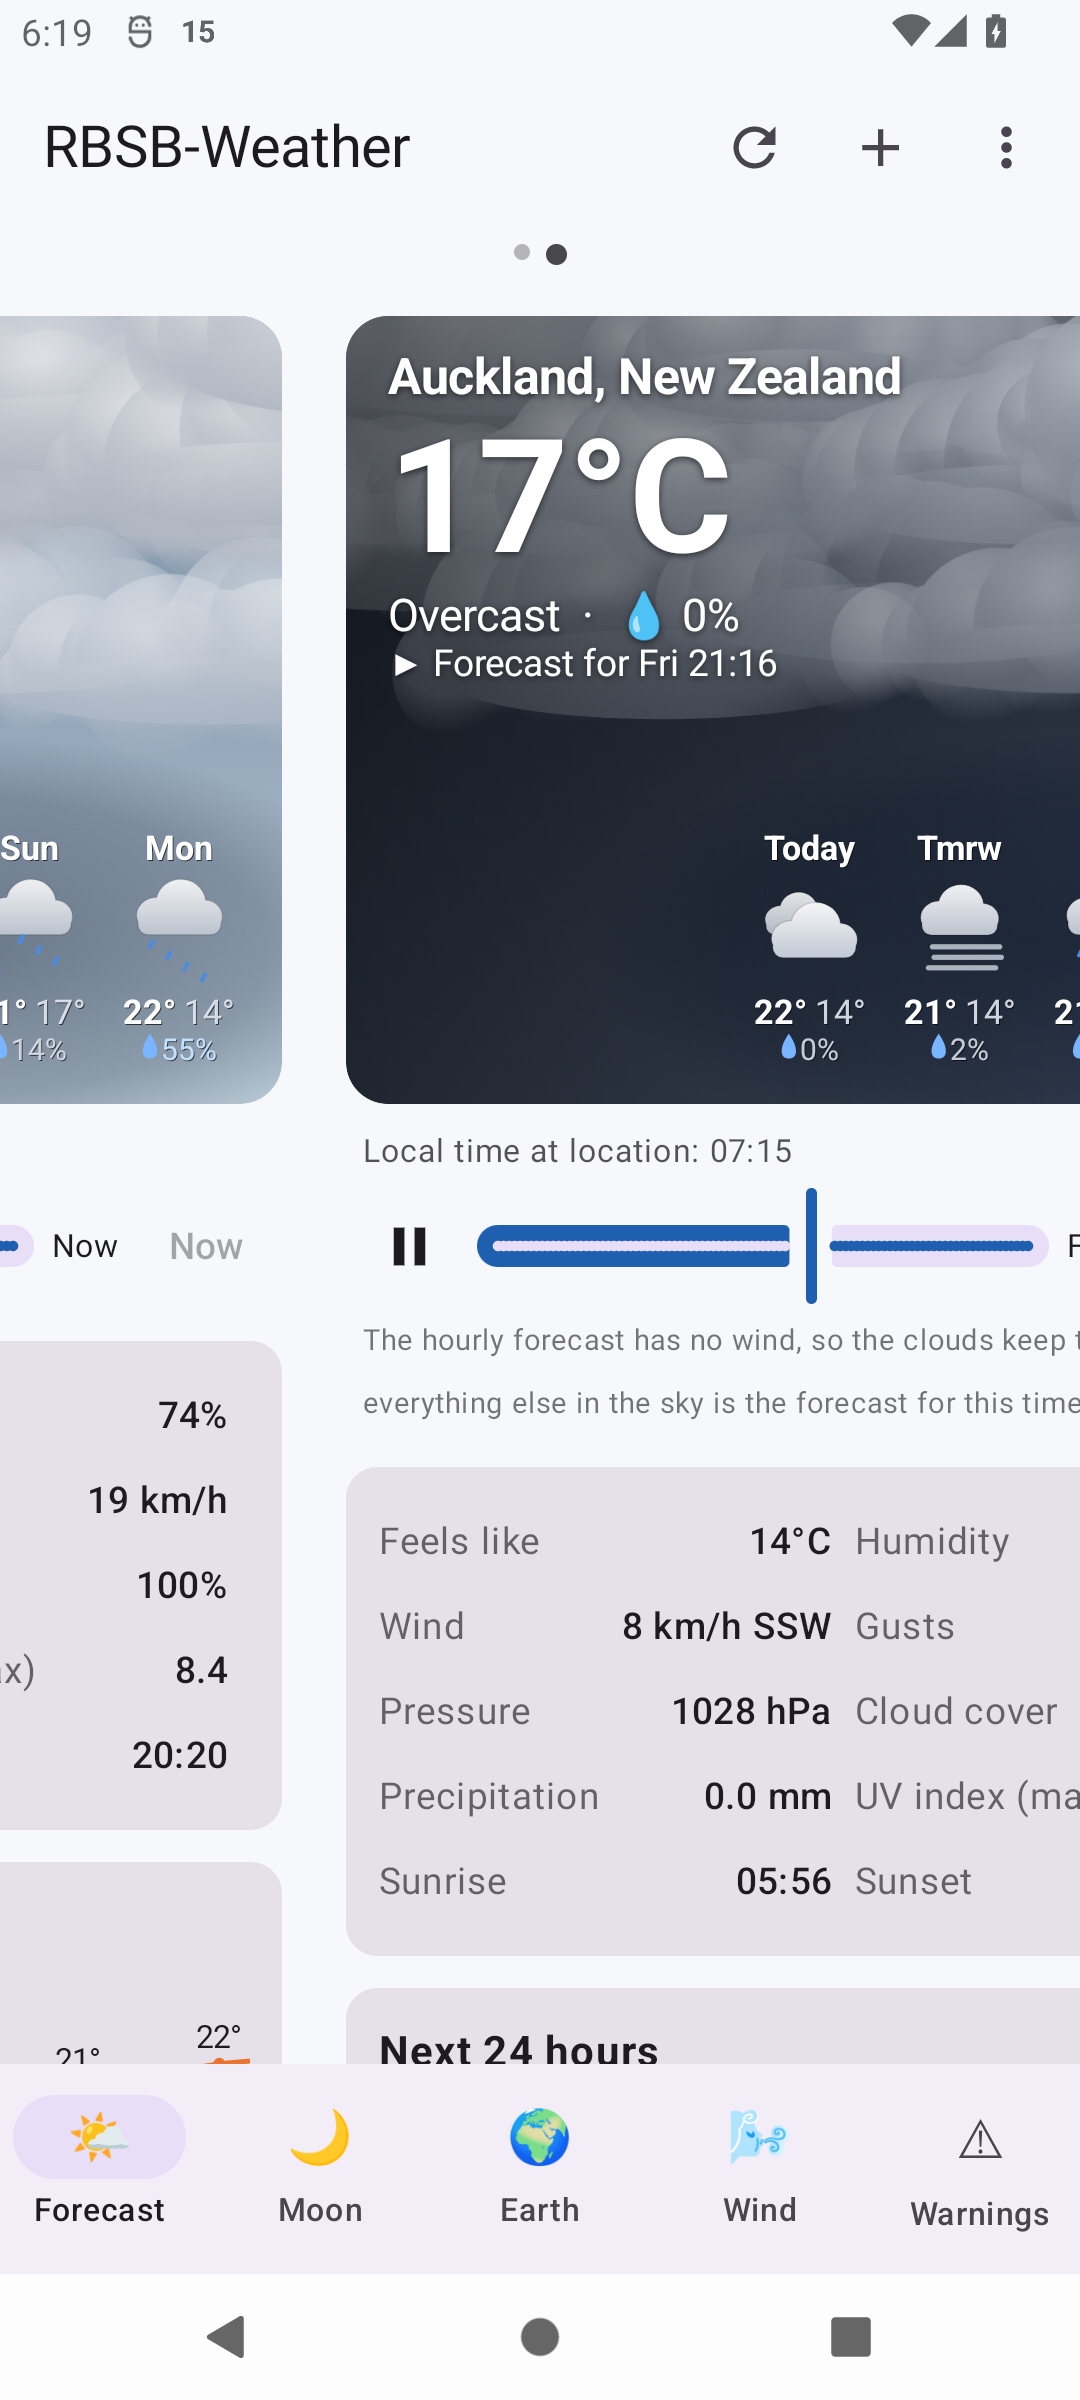 6:19 15
RBSB-Weather
Auckland, New Zealand
17°C
Overcast · 💧 0%
► Forecast for Fri 21:16
Sun Mon Today Tmrw
1° 17° 22° 14° 22° 14° 21° 14° 21
14% 55% 0% 2%
Local time at location: 07:15
Now Now F
The hourly forecast has no wind, so the clouds keep t
everything else in the sky is the forecast for this time
74%
19 km/h
100%
ax) 8.4
20:20
Feels like 14°C Humidity
Wind 8 km/h SSW Gusts
Pressure 1028 hPa Cloud cover
Precipitation 0.0 mm UV index (ma
Sunrise 05:56 Sunset
21° 22°
Next 24 hours
Forecast Moon Earth Wind Warnings